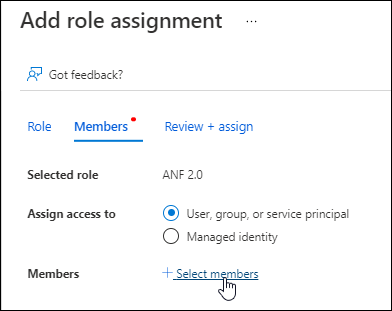 Add role assignment ...
Got feedback?
Role Members Review + assign
Selected role ANF 2.0
Assign access to User, group, or service principal
Managed identity
Members + Select members